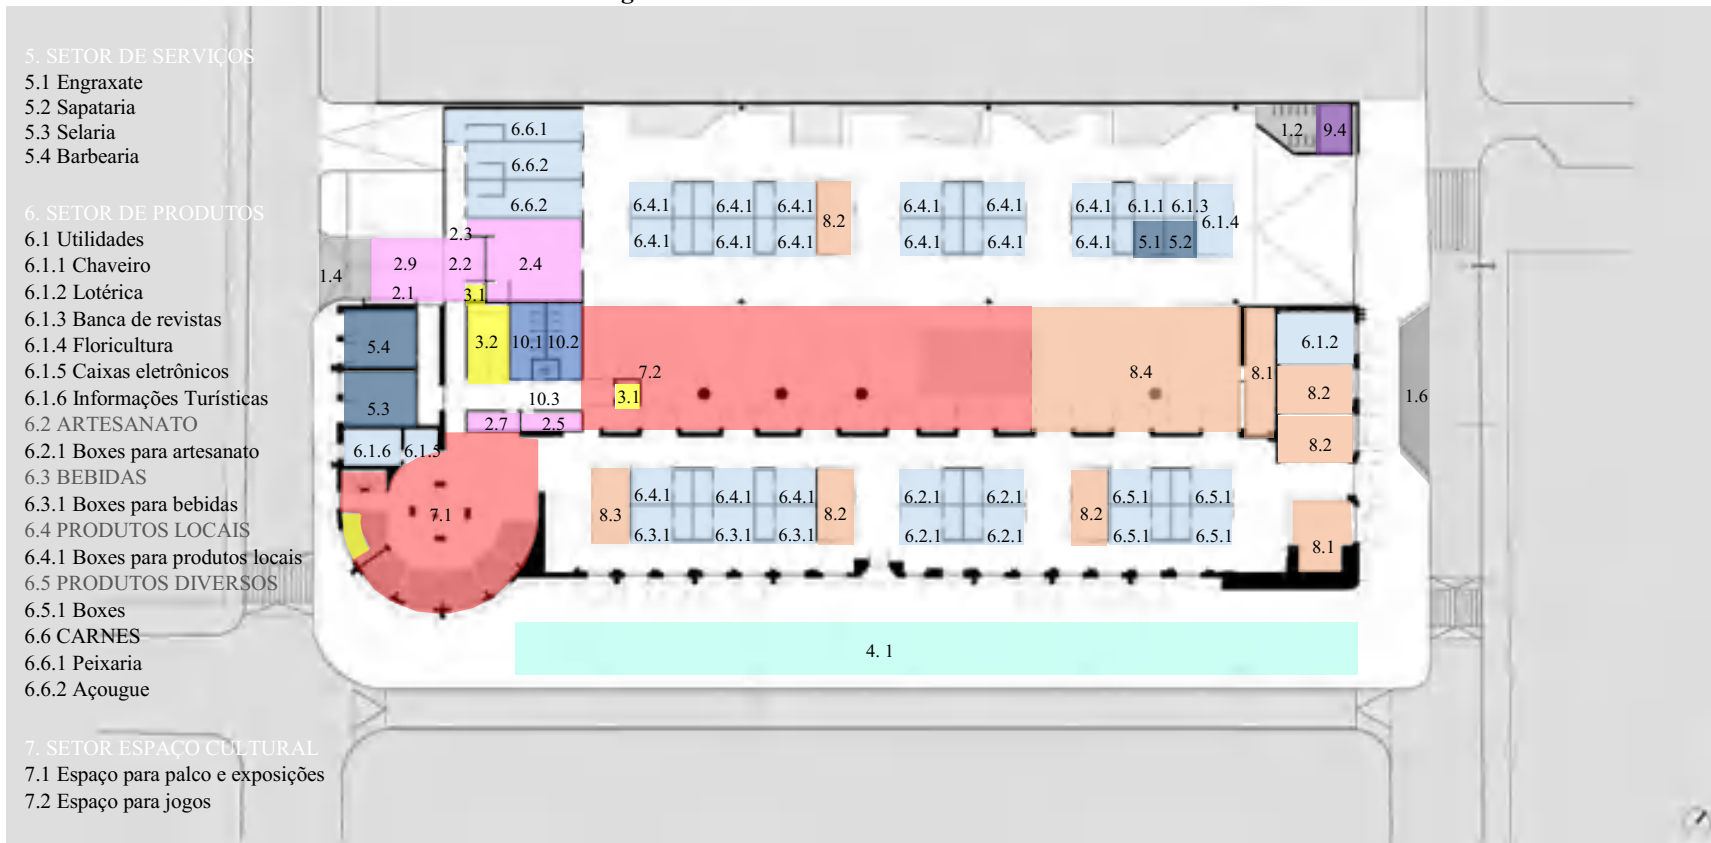 g
5. SETOR DE SERVIÇOS
5.1 Engraxate
5.2 Sapataria
5.3 Selaria
5.4 Barbearia
6. SETOR DE PRODUTOS
6.1 Utilidades
6.1.1 Chaveiro
6.1.2 Lotérica
6.1.3 Banca de revistas
6.1.4 Floricultura
6.1.5 Caixas eletrônicos
6.1.6 Informações Turísticas
6.2 ARTESANATO
6.2.1 Boxes para artesanato
6.3 BEBIDAS
6.3.1 Boxes para bebidas
6.4 PRODUTOS LOCAIS
6.4.1 Boxes para produtos locais
6.5 PRODUTOS DIVERSOS
6.5.1 Boxes
6.6 CARNES
6.6.1 Peixaria
6.6.2 Açougue
7. SETOR ESPAÇO CULTURAL
7.1 Espaço para palco e exposições
7.2 Espaço para jogos
6.6.1
1.2 9.4
6.6.2
6.6.2
6.4.1 6.4.1 6.4.1 8.2 6.4.1 6.4.1 6.4.1 6.1.1 6.1.3 6.1.4
6.4.1 6.4.1 6.4.1 6.4.1 6.4.1 6.4.1 5.1 5.2
2.3
1.4 2.9 2.2 2.4
2.1 3.1
5.4 3.2 10.1 10.2 6.1.2
7.2 8.4 8.1
5.3 10.3 3.1 8.2 1.6
2.7 2.5
6.1.6 6.1.5 8.2
6.4.1 6.4.1 6.4.1 6.2.1 6.2.1 6.5.1 6.5.1
7.1 8.3 8.2 8.2
6.3.1 6.3.1 6.3.1 6.2.1 6.2.1 6.5.1 6.5.1
8.1
4. 1